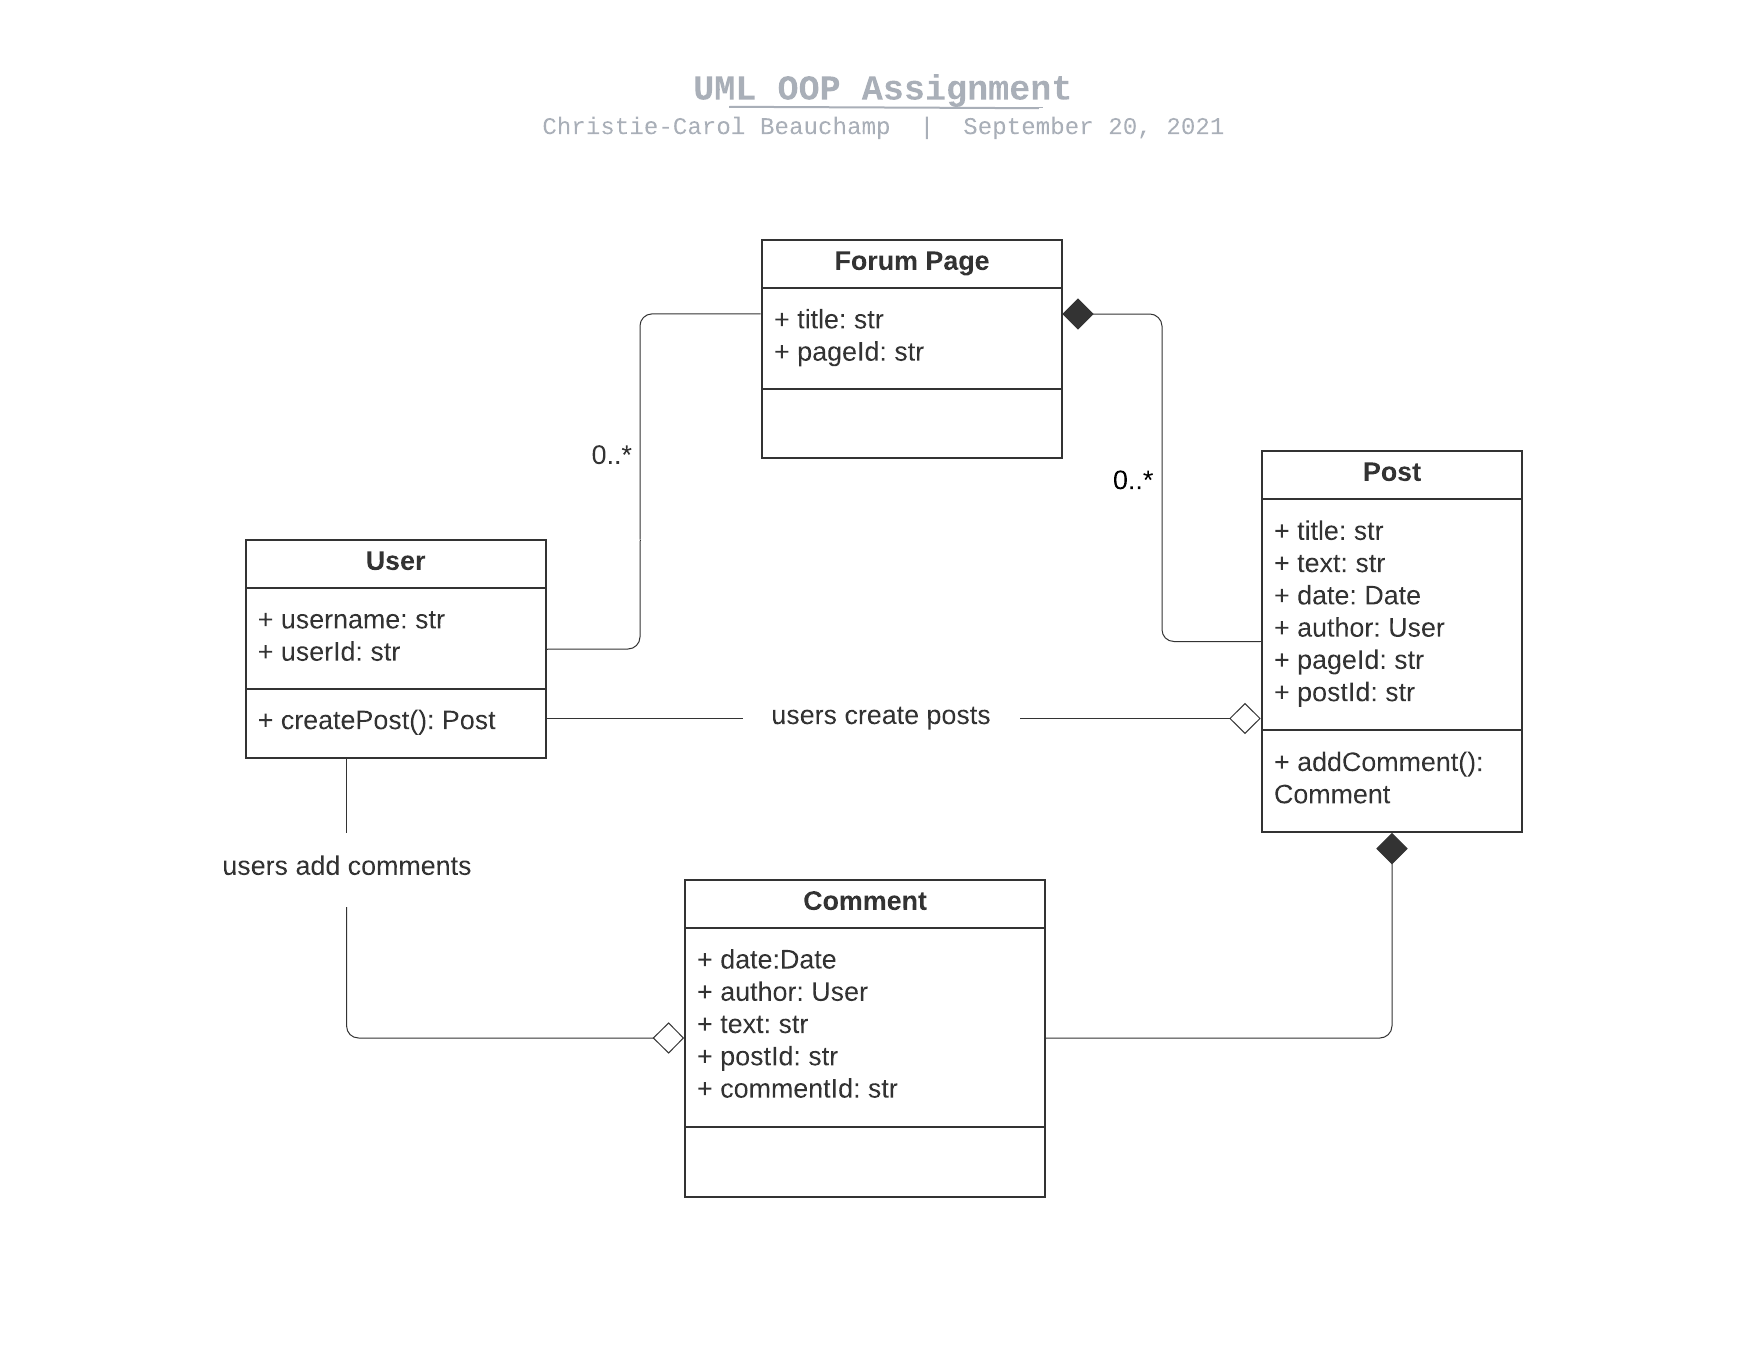 UML OOP Assignment
Christie-Carol Beauchamp | September 20, 2021
Forum Page
+ title: str
+ pageId: str
0..*
0..*
Post
+ title: str
+ text: str
+ date: Date
+ author: User
+ pageId: str
+ postId: str
+ addComment():
Comment
User
+ username: str
+ userId: str
+ createPost(): Post
users create posts
users add comments
Comment
+ date:Date
+ author: User
+ text: str
+ postId: str
+ commentId: str